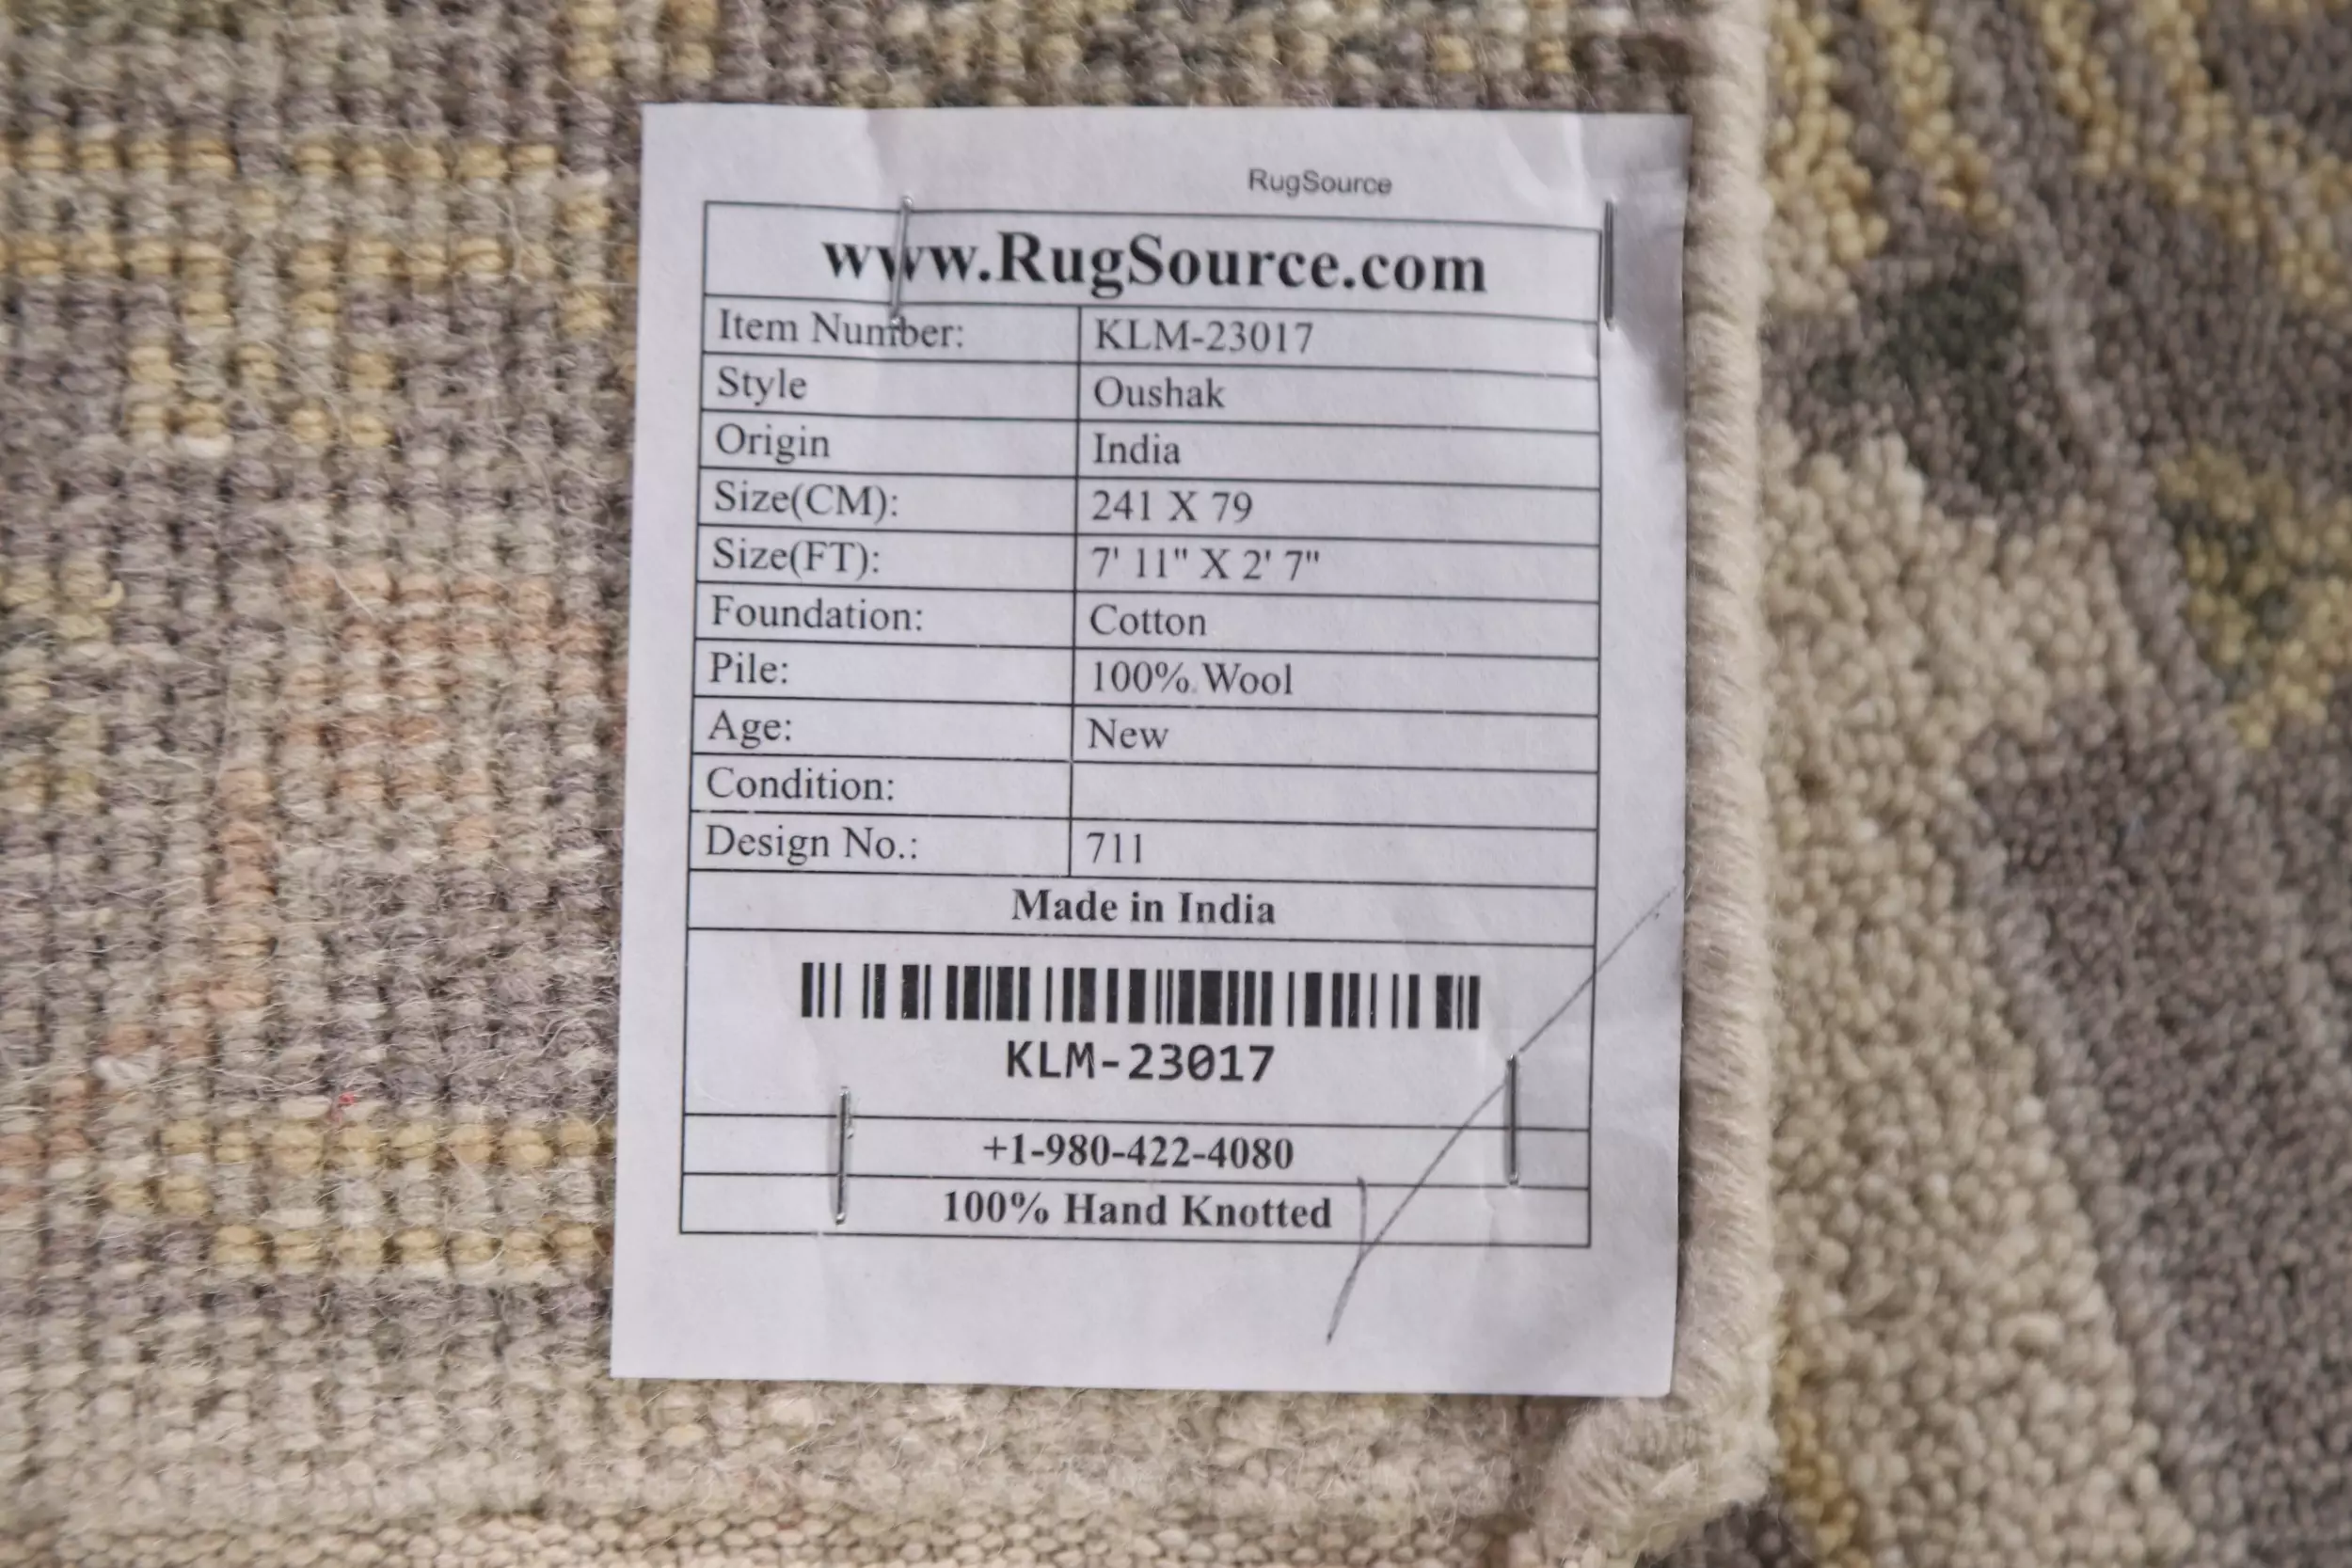 RugSource
www.RugSource.com
Item Number: KLM-23017
Style Oushak
Origin India
Size(CM): 241 X 79
Size(FT): 7' 11" X 2' 7"
Foundation: Cotton
Pile: 100% Wool
Age: New
Condition:
Design No.: 711
Made in India
KLM-23017
+1-980-422-4080
100% Hand Knotted